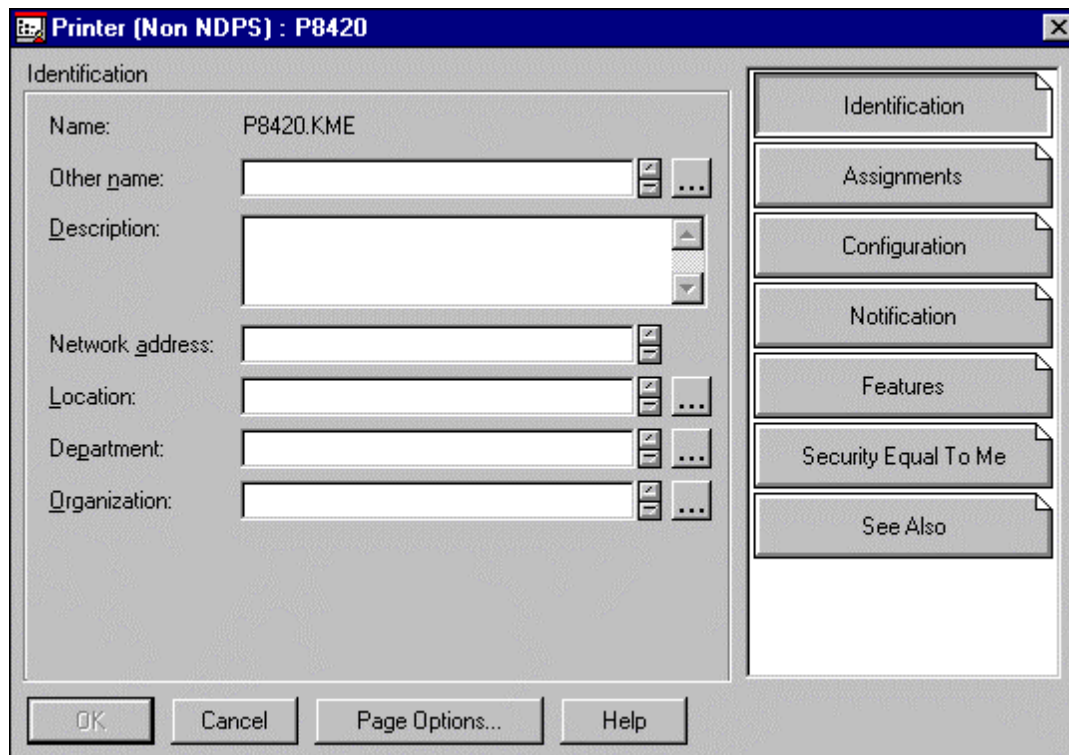 Printer (Non NDPS) : P8420
Identification
Name: P8420.KME
Other name:
...
Description:
Network address:
Location:
...
Department:
...
Organization:
...
Identification
Assignments
Configuration
Notification
Features
Security Equal To Me
See Also
OK Cancel Page Options... Help